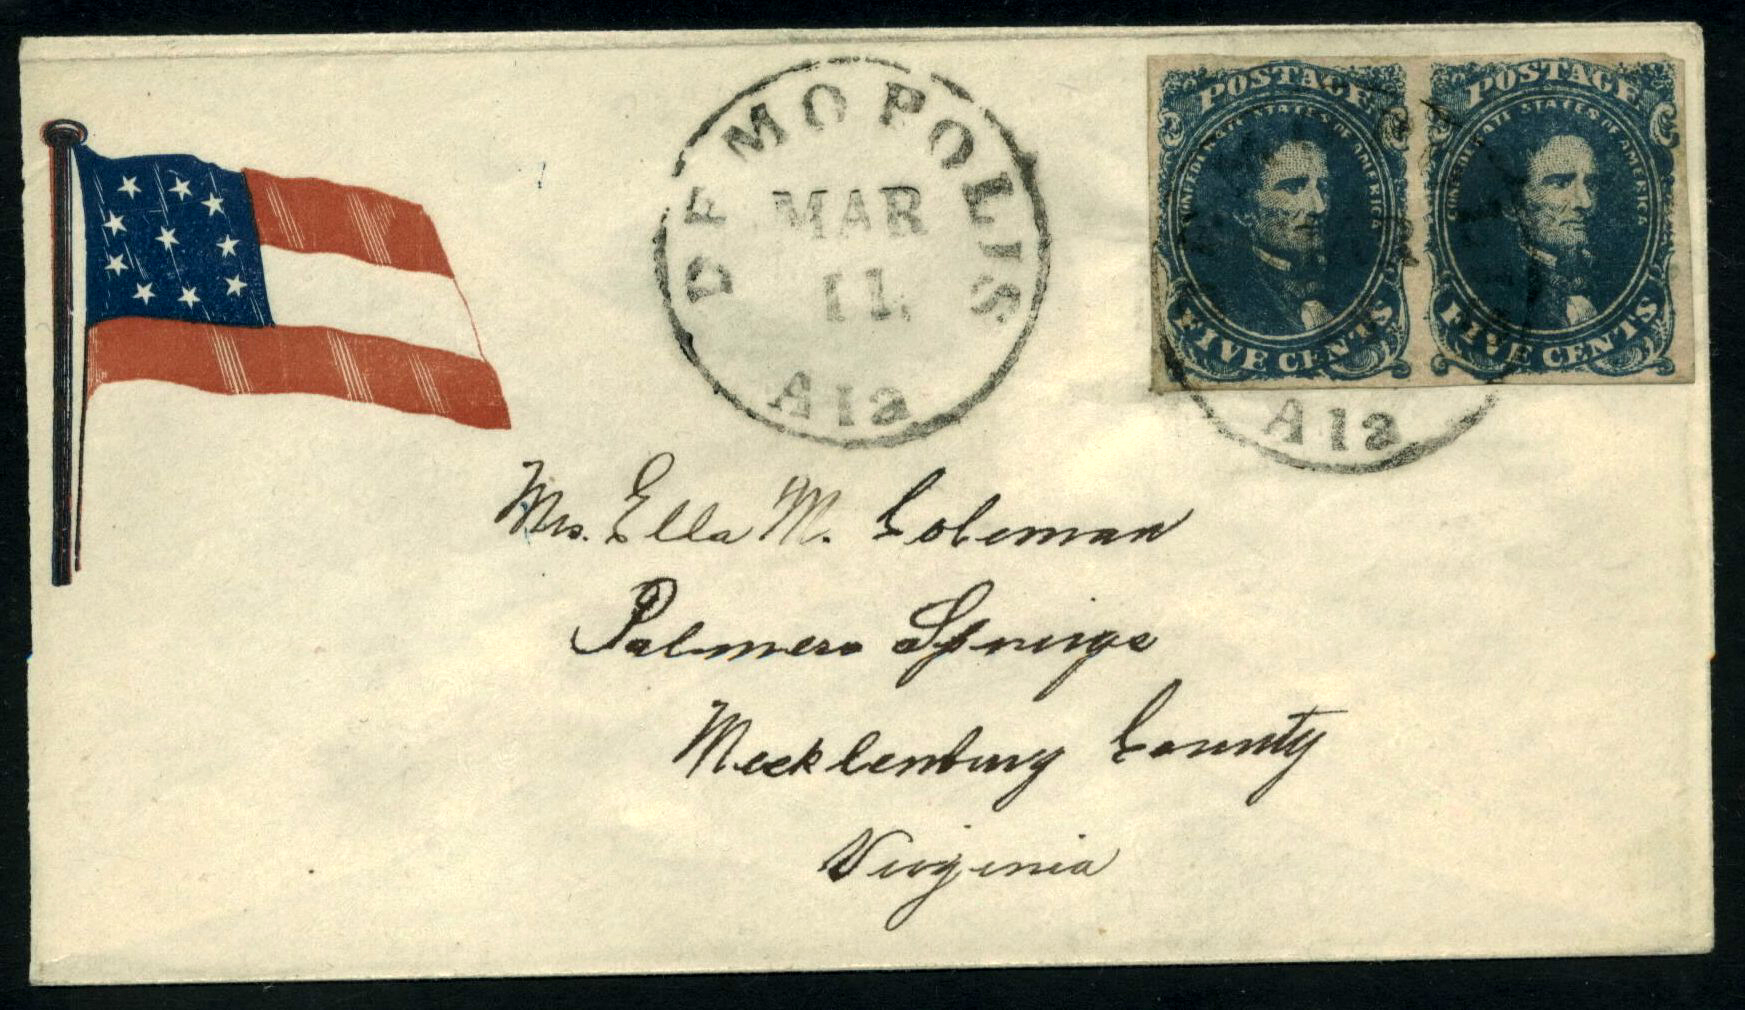 DEMOPOLIS
MAR
11.
Ala
POSTAGE
CONFEDERATE STATES OF AMERICA
FIVE CENTS
POSTAGE
CONFEDERATE STATES OF AMERICA
FIVE CENTS
Ala
Mrs. Ella M. Coleman
Palmers Springs
Mecklenburg County
Virginia